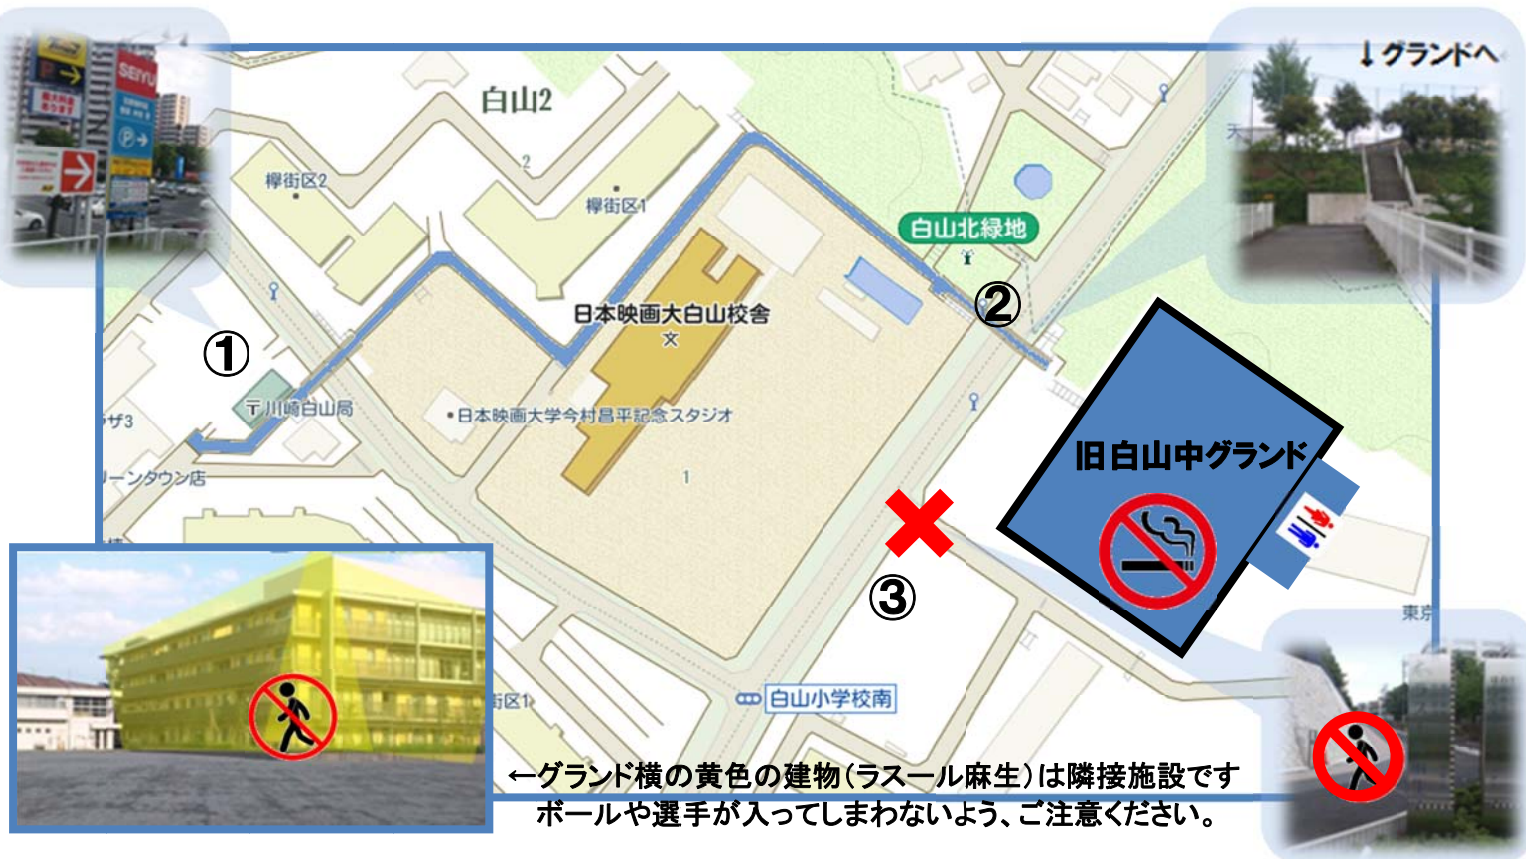 ↓グランドへ
SEIYU
P
白山2
2
欅街区2
欅街区1
白山北緑地
天
①
②
日本映画大白山校舎
文
〒川崎白山局
・日本映画大学今村昌平記念スタジオ
ザ3
リーンタウン店
1
旧白山中グランド
③
東京
街区1
白山小学校南
←グランド横の黄色の建物(ラスール麻生)は隣接施設です
ボールや選手が入ってしまわないよう、ご注意ください。